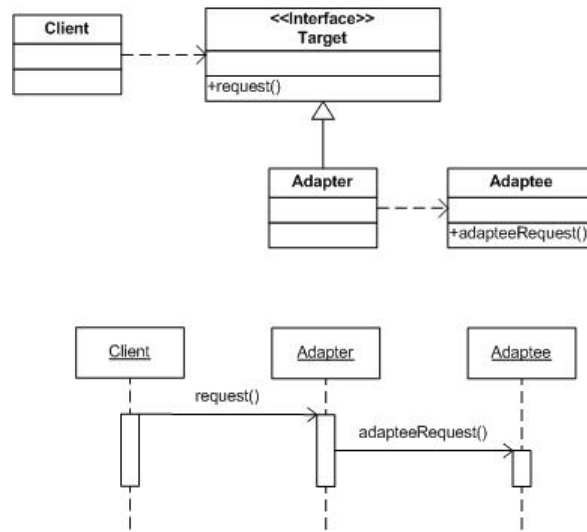 Client
<<Interface>>
Target
+request()
Adapter
Adaptee
+adapteeRequest()
Client
Adapter
Adaptee
request()
adapteeRequest()